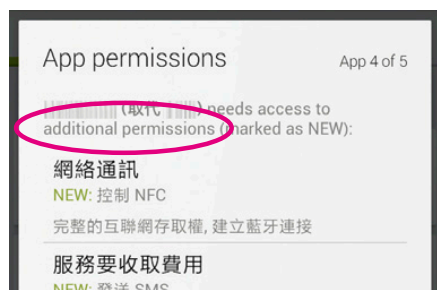 App permissions
App 4 of 5
(取代 ) needs access to
additional permissions (marked as NEW):
網絡通訊
NEW: 控制 NFC
完整的互聯網存取權, 建立藍牙連接
服務要收取費用
NEW: 發送 SMS